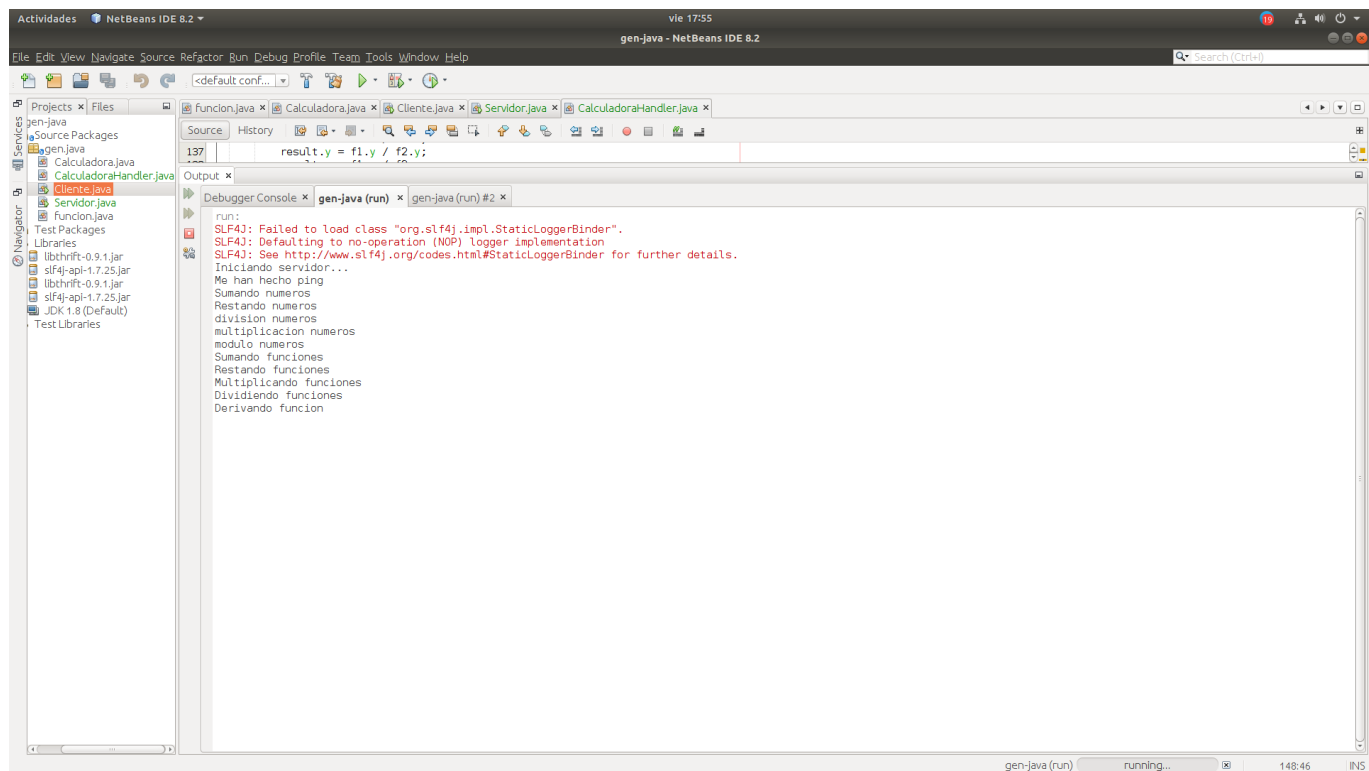 Actividades NetBeans IDE 8.2 vie 17:55 19
gen-java - NetBeans IDE 8.2
File Edit View Navigate Source Refactor Run Debug Profile Team Tools Window Help Search (Ctrl+I)
<default conf...
Projects Files
funcion.java Calculadora.java Cliente.java Servidor.java CalculadoraHandler.java
Services
Navigator
gen-java
Source Packages
gen.java
Calculadora.java
CalculadoraHandler.java
Cliente.java
Servidor.java
funcion.java
Test Packages
Libraries
libthrift-0.9.1.jar
slf4j-api-1.7.25.jar
libthrift-0.9.1.jar
slf4j-api-1.7.25.jar
JDK 1.8 (Default)
Test Libraries
Source History
137 result.y = f1.y / f2.y;
Output
Debugger Console gen-java (run) gen-java (run) #2
run:
SLF4J: Failed to load class "org.slf4j.impl.StaticLoggerBinder".
SLF4J: Defaulting to no-operation (NOP) logger implementation
SLF4J: See http://www.slf4j.org/codes.html#StaticLoggerBinder for further details.
Iniciando servidor...
Me han hecho ping
Sumando numeros
Restando numeros
division numeros
multiplicacion numeros
modulo numeros
Sumando funciones
Restando funciones
Multiplicando funciones
Dividiendo funciones
Derivando funcion
gen-java (run) running... 148:46 INS